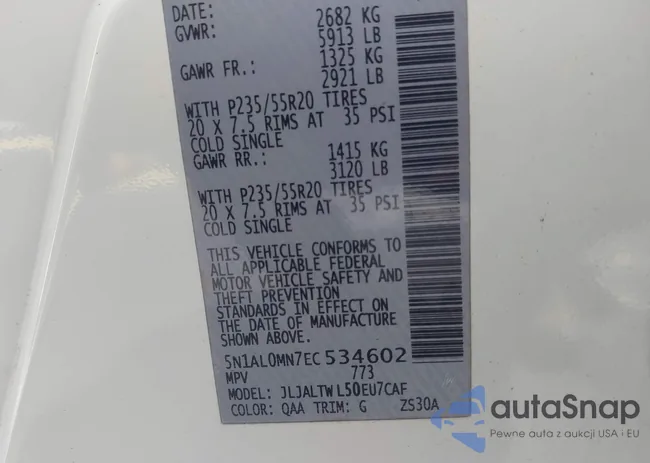 DATE: 2682 KG
GVWR: 5913 LB
1325 KG
GAWR FR.: 2921 LB
WITH P235/55R20 TIRES
20 X 7.5 RIMS AT 35 PSI
COLD SINGLE
GAWR RR.: 1415 KG
3120 LB
WITH P235/55R20 TIRES
20 X 7.5 RIMS AT 35 PSI
COLD SINGLE
THIS VEHICLE CONFORMS TO
ALL APPLICABLE FEDERAL
MOTOR VEHICLE SAFETY AND
THEFT PREVENTION
STANDARDS IN EFFECT ON
THE DATE OF MANUFACTURE
SHOWN ABOVE.
5N1AL0MN7EC534602
MPV 773
MODEL: JLJALTWL50EU7CAF
COLOR: QAA TRIM: G ZS30A
autoSnap
Pewne auta z aukcji USA i EU